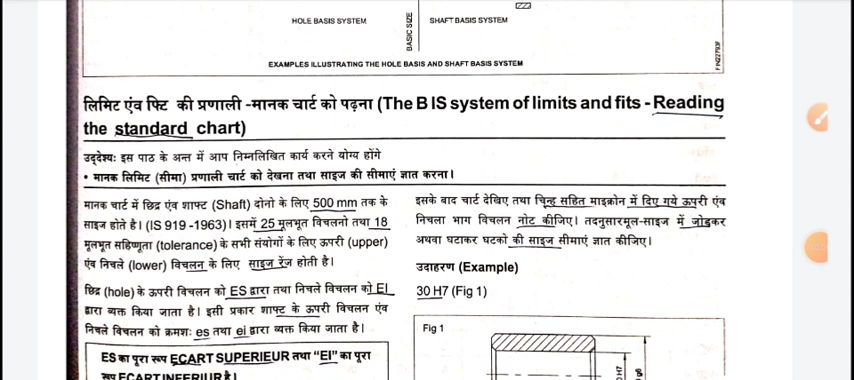 HOLE BASIS SYSTEM
BASIC SIZE
SHAFT BASIS SYSTEM
EXAMPLES ILLUSTRATING THE HOLE BASIS AND SHAFT BASIS SYSTEM
लिमिट एंव फिट की प्रणाली -मानक चार्ट को पढ़ना (The B IS system of limits and fits - Reading
the standard chart)
उद्देश्य: इस पाठ के अन्त में आप निम्नलिखित कार्य करने योग्य होंगे
• मानक लिमिट (सीमा) प्रणाली चार्ट को देखना तथा साइज की सीमाएं ज्ञात करना।
मानक चार्ट में छिद्र एंव शाफ्ट (Shaft) दोनो के लिए 500 mm तक के
साइज होते है। (IS 919 -1963)। इसमें 25 मूलभूत विचलनो तथा 18
मूलभूत सहिष्णुता (tolerance) के सभी संयोगों के लिए ऊपरी (upper)
एंव निचले (lower) विचलन के लिए साइज रेंज होती है।
छिद्र (hole) के ऊपरी विचलन को ES द्वारा तथा निचले विचलन को EI
द्वारा व्यक्त किया जाता है। इसी प्रकार शाफ्ट के ऊपरी विचलन एंव
निचले विचलन को क्रमशः es तथा ei द्वारा व्यक्त किया जाता है।
ES का पूरा रूप ECART SUPERIEUR तथा “EI” का पूरा
रूप ECART INFERIUR है।
इसके बाद चार्ट देखिए तथा चिन्ह सहित माइक्रोन में दिए गये ऊपरी एंव
निचला भाग विचलन नोट कीजिए। तदनुसारमूल-साइज में जोडकर
अथवा घटाकर घटको की साइज सीमाएं ज्ञात कीजिए।
उदाहरण (Example)
30 H7 (Fig 1)
Fig 1